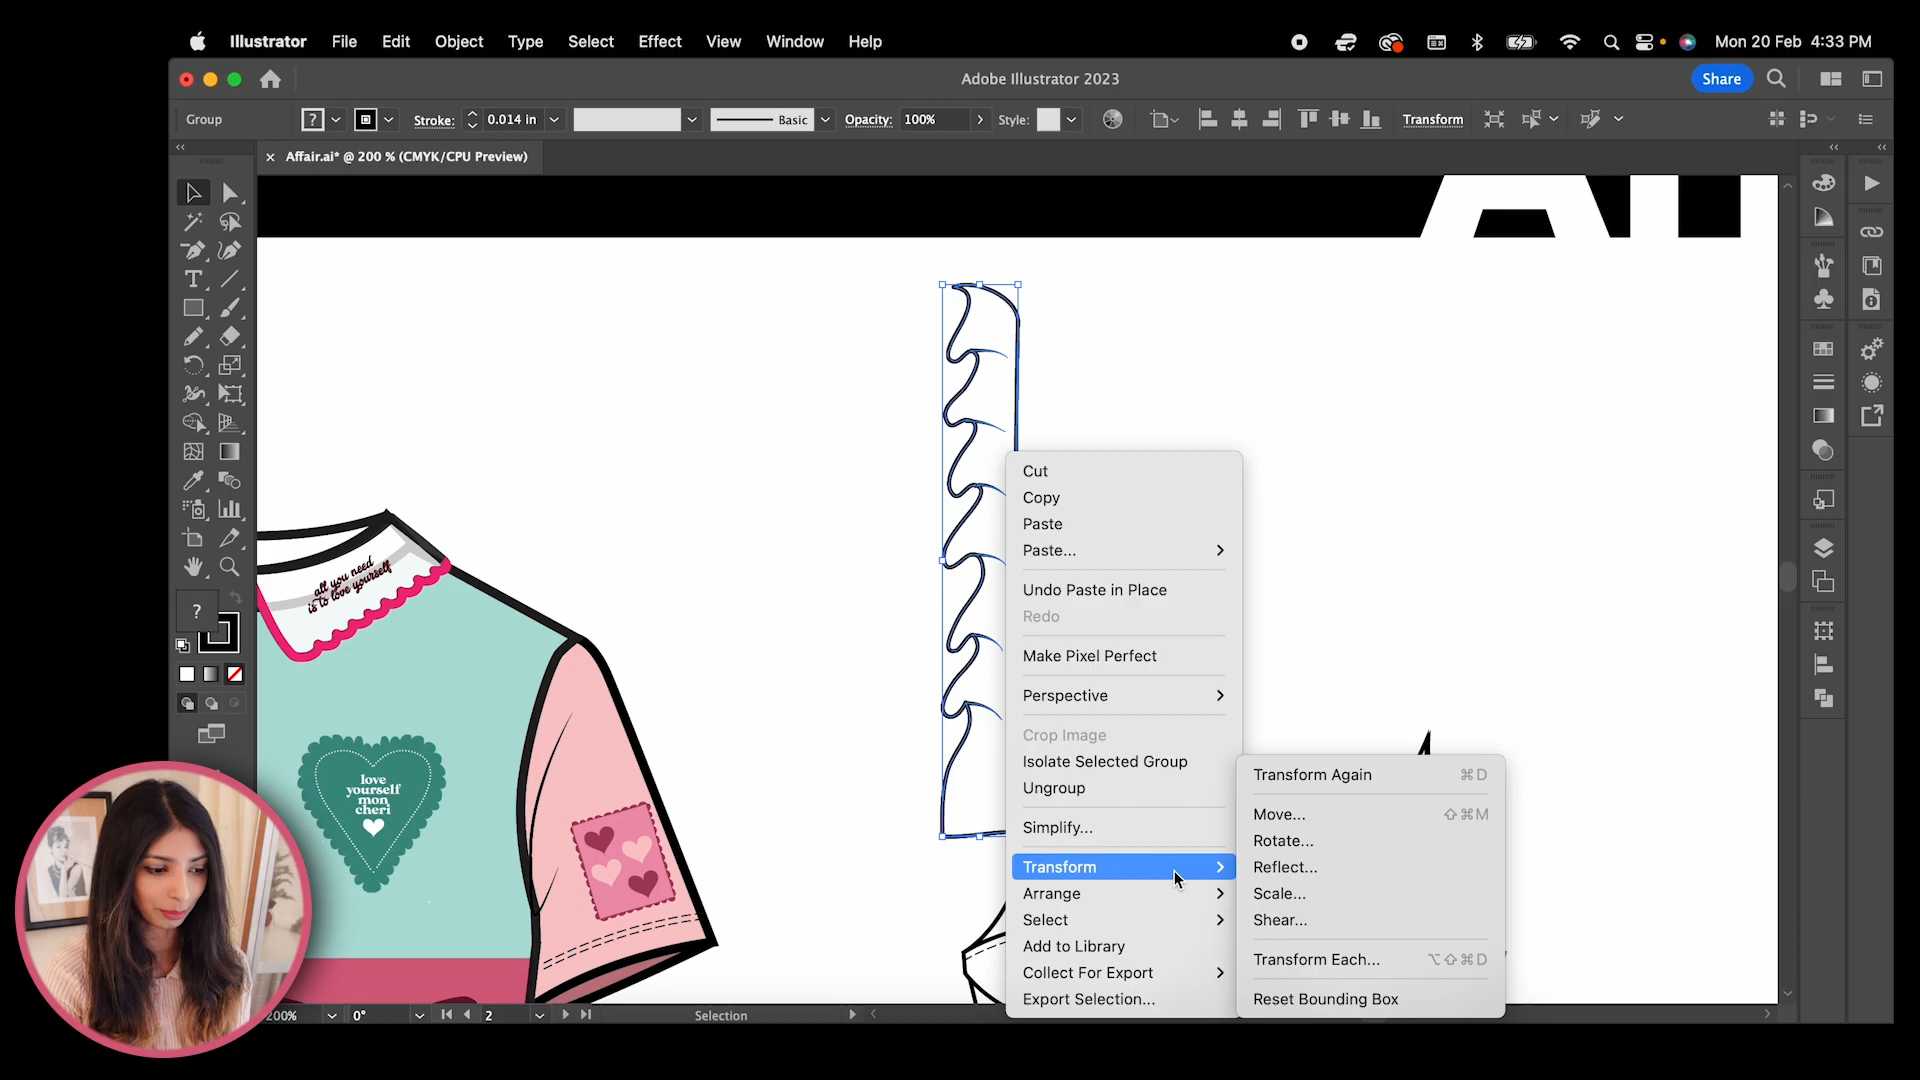 Illustrator File Edit Object Type Select Effect View Window Help
Mon 20 Feb 4:33 PM
Adobe Illustrator 2023
Share
Group
?
Stroke:
0.014 in
Basic
Opacity:
100%
Style:
Transform
× Affair.ai* @ 200 % (CMYK/CPU Preview)
all you need
is to love yourself
love
yourself
mon
cheri
?
Cut
Copy
Paste
Paste...
Undo Paste in Place
Redo
Make Pixel Perfect
Perspective
Crop Image
Isolate Selected Group
Ungroup
Simplify...
Transform
Arrange
Select
Add to Library
Collect For Export
Export Selection...
Transform Again ⌘D
Move... ⇧⌘M
Rotate...
Reflect...
Scale...
Shear...
Transform Each... ⌥⇧⌘D
Reset Bounding Box
200%
0°
2
Selection